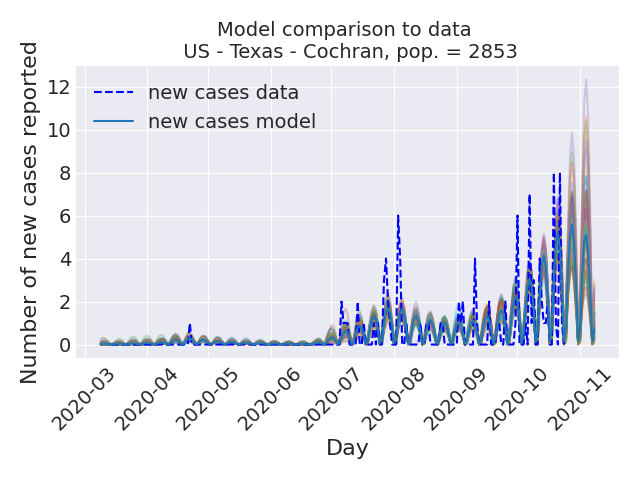 Model comparison to data
US - Texas - Cochran, pop. = 2853
Number of new cases reported
12
10
8
6
4
2
0
new cases data
new cases model
2020-03
2020-04
2020-05
2020-06
2020-07
2020-08
2020-09
2020-10
2020-11
Day